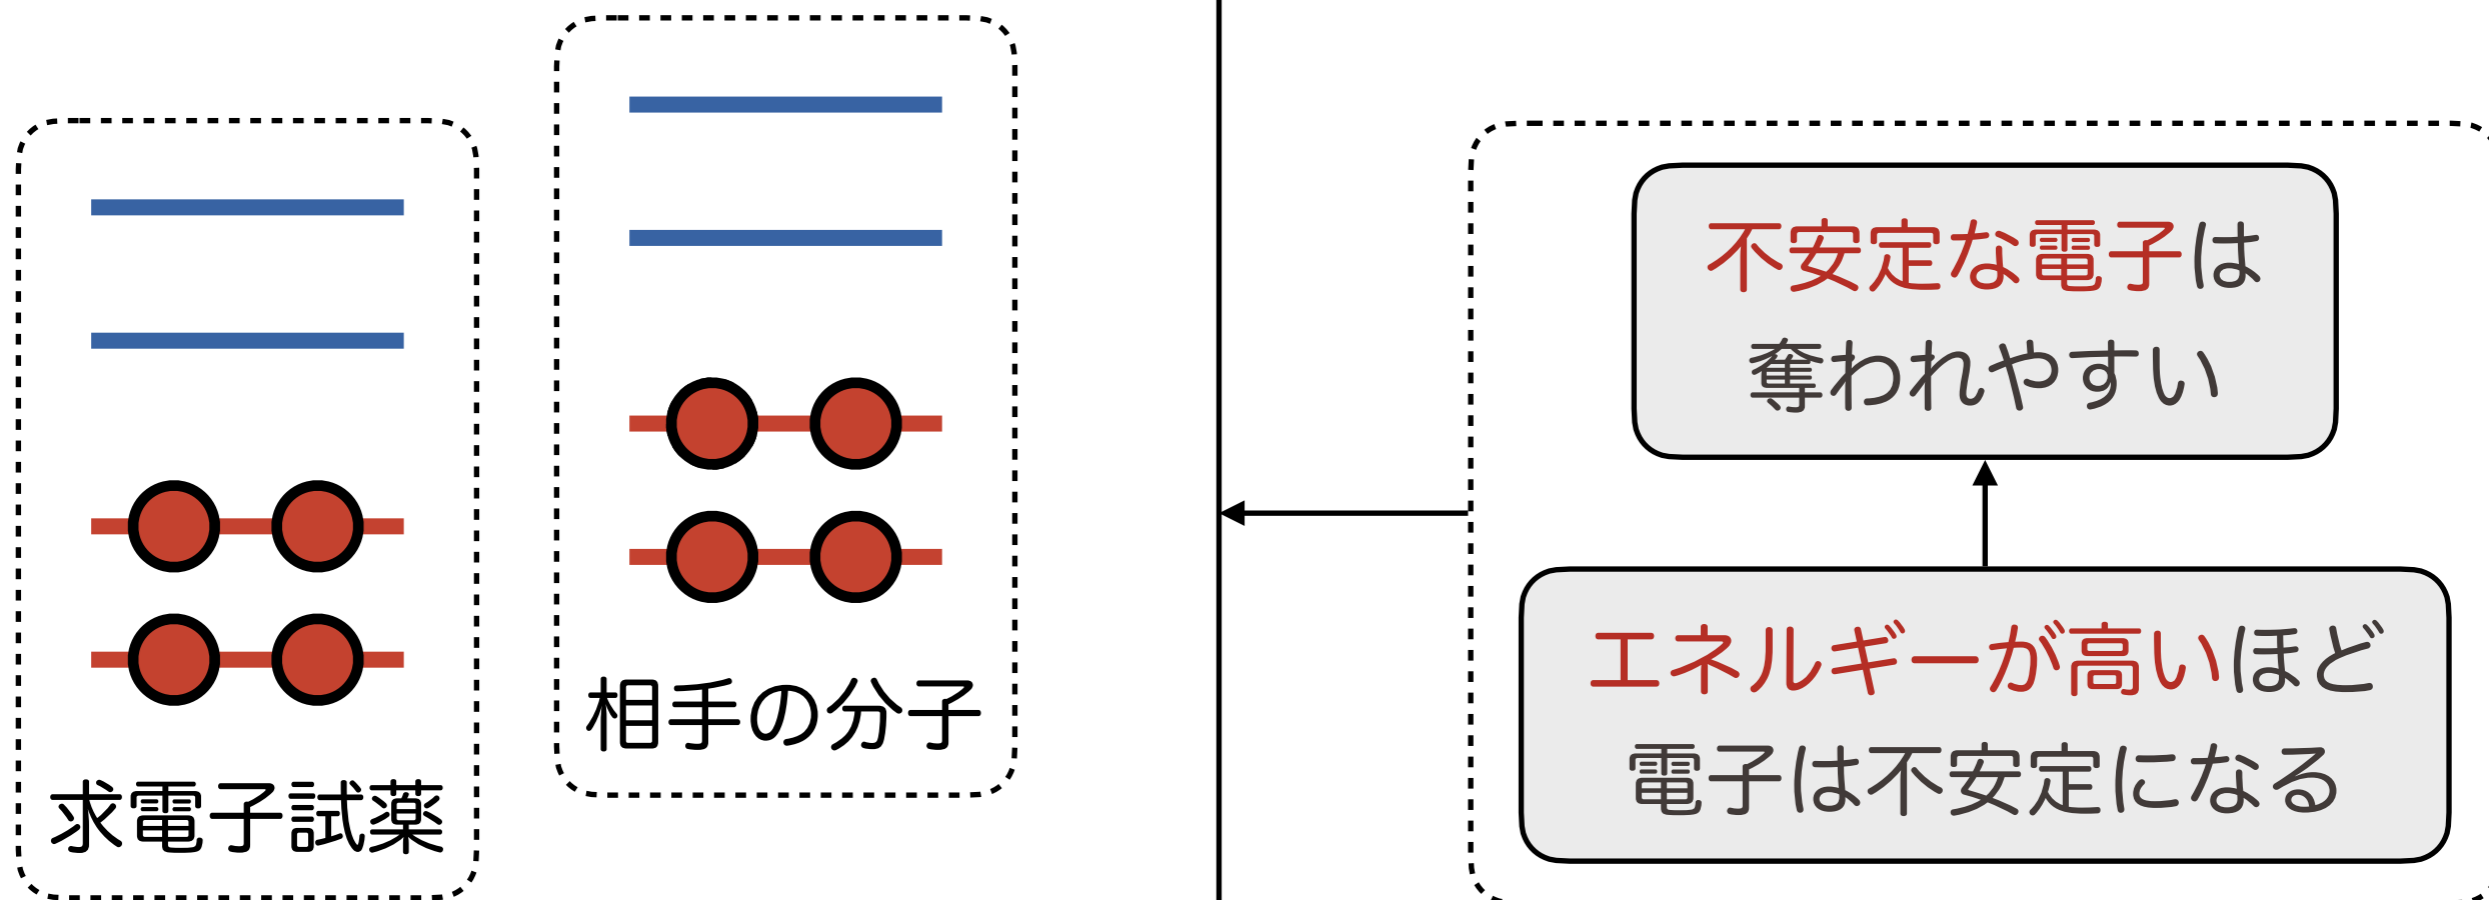 求電子試薬
相手の分子
不安定な電子は
奪われやすい
エネルギーが高いほど
電子は不安定になる